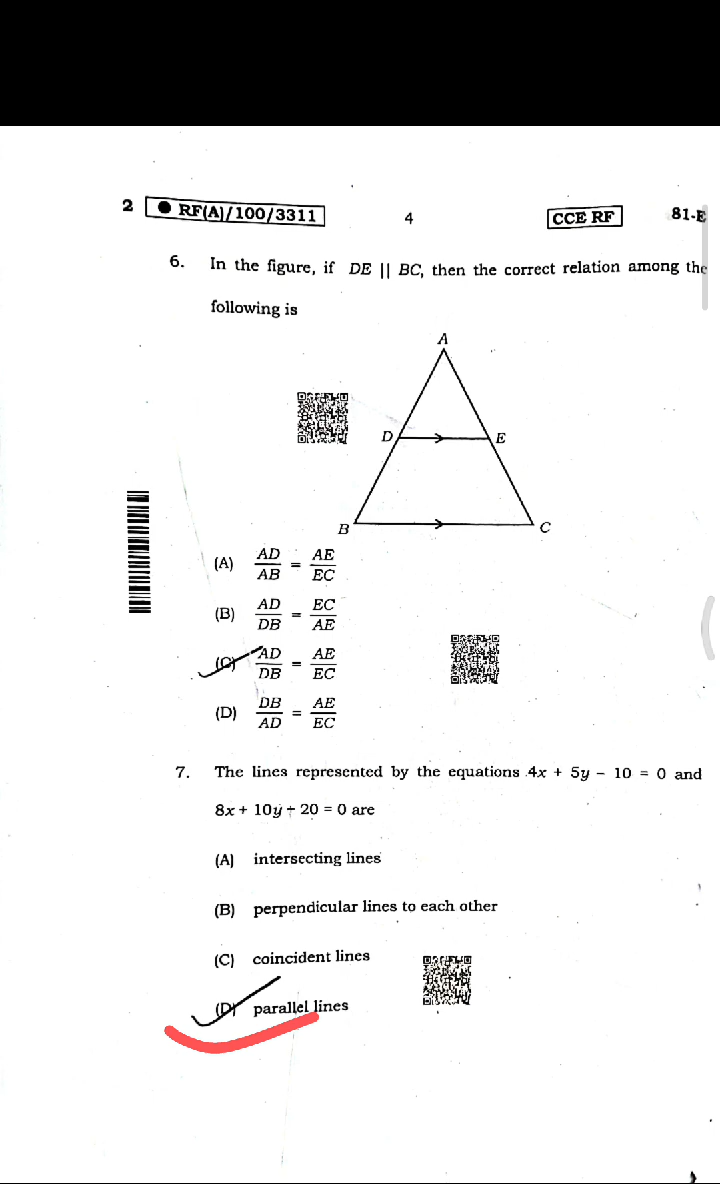 2 ● RF(A)/100/3311 4 CCE RF 81-E
6. In the figure, if DE || BC, then the correct relation among the
following is
A
D E
B C
(A) AD/AB = AE/EC
(B) AD/DB = EC/AE
(C) AD/DB = AE/EC
(D) DB/AD = AE/EC
7. The lines represented by the equations 4x + 5y – 10 = 0 and
8x + 10y + 20 = 0 are
(A) intersecting lines
(B) perpendicular lines to each other
(C) coincident lines
(D) parallel lines